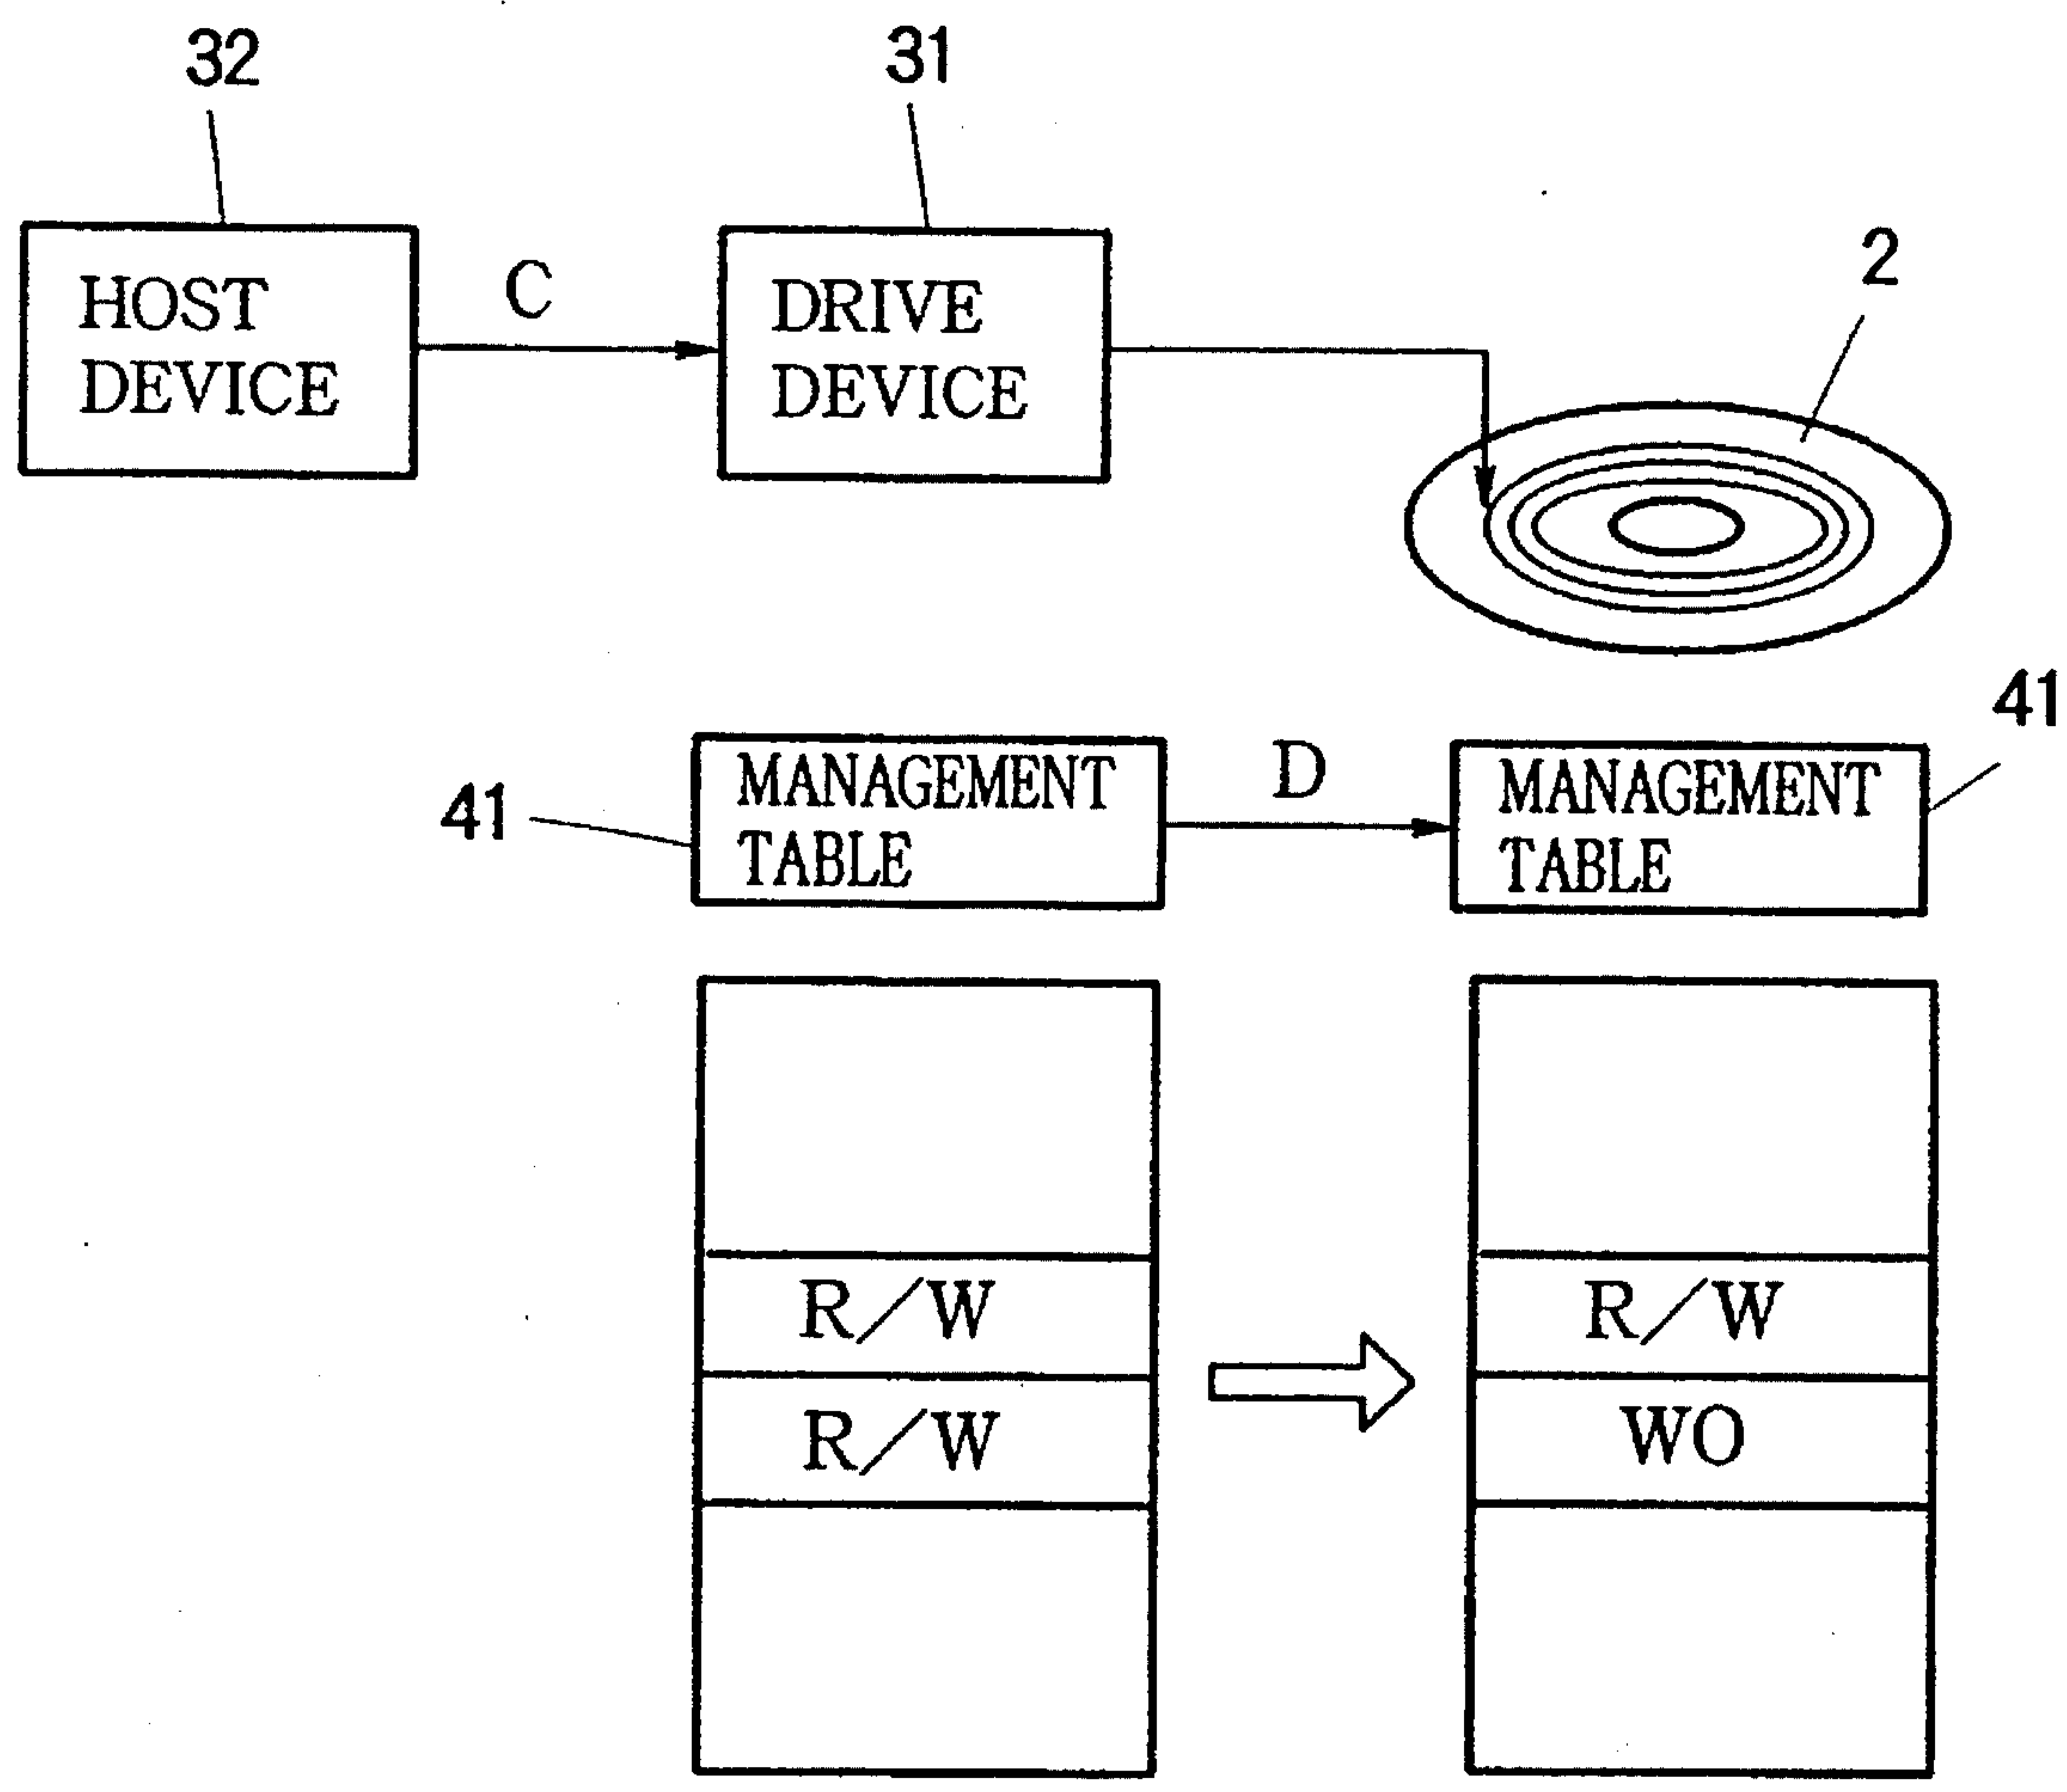 32
31
HOST
DEVICE
C
DRIVE
DEVICE
2
41
MANAGEMENT
TABLE
D
MANAGEMENT
TABLE
41
R/W
R/W
R/W
WO